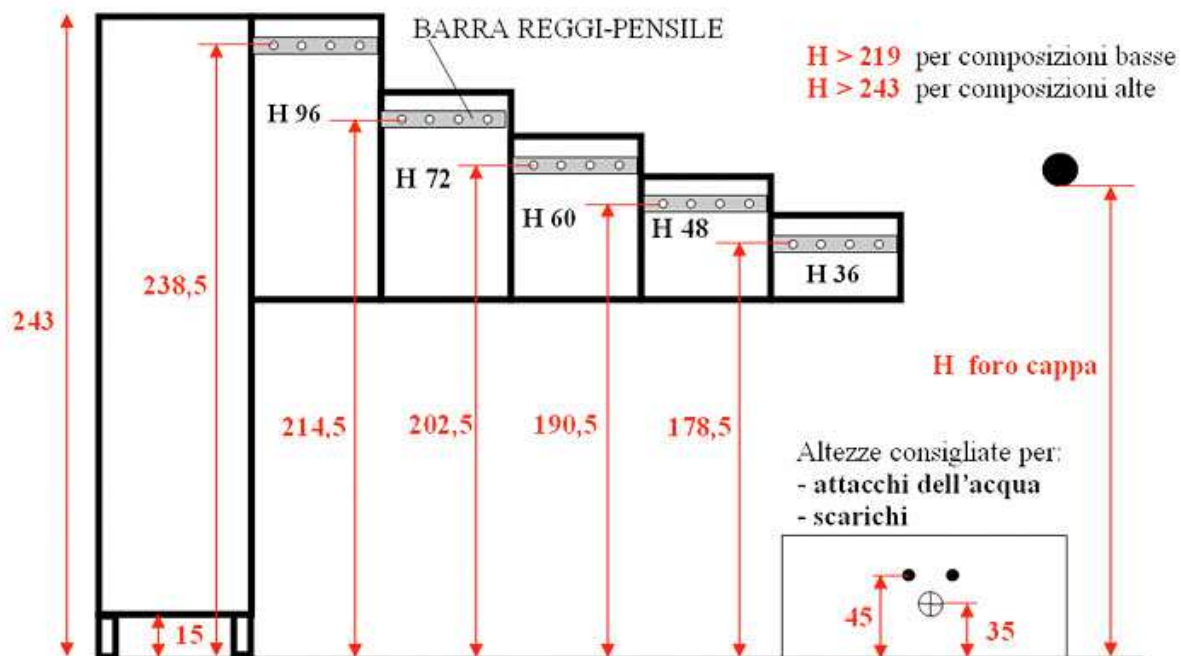 BARRA REGGI-PENSILE
H > 219 per composizioni basse
H > 243 per composizioni alte
H 96
H 72
H 60
H 48
H 36
238,5
243
214,5
202,5
190,5
178,5
H foro cappa
Altezze consigliate per:
- attacchi dell'acqua
- scarichi
15
45
35